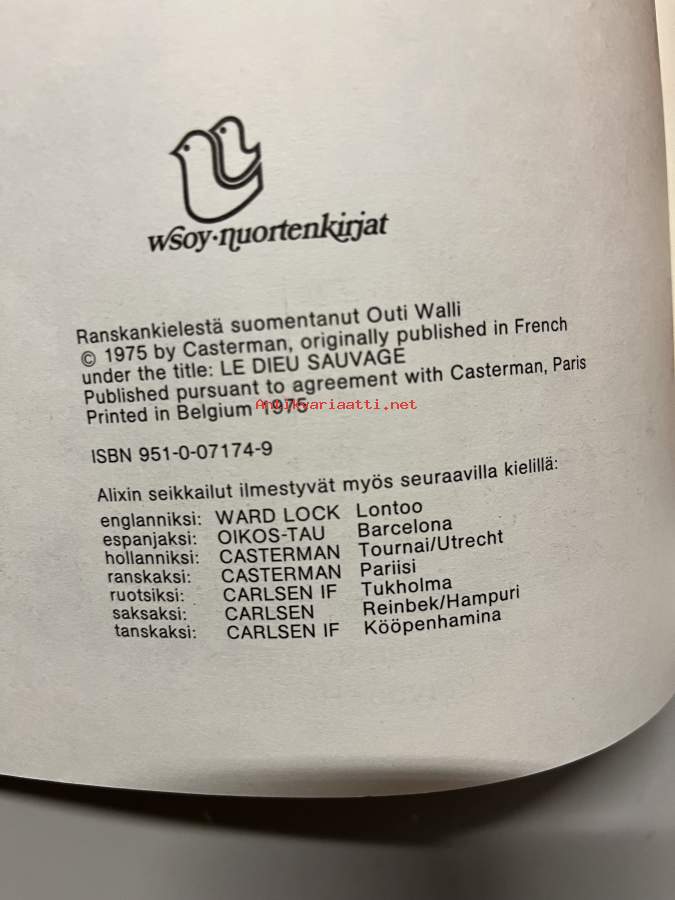 wsoy·nuortenkirjat
Ranskankielestä suomentanut Outi Walli
© 1975 by Casterman, originally published in French
under the title: LE DIEU SAUVAGE
Published pursuant to agreement with Casterman, Paris
Printed in Belgium 1975
Antikvariaatti.net
ISBN 951-0-07174-9
Alixin seikkailut ilmestyvät myös seuraavilla kielillä:
englanniksi: WARD LOCK Lontoo
espanjaksi: OIKOS-TAU Barcelona
hollanniksi: CASTERMAN Tournai/Utrecht
ranskaksi: CASTERMAN Pariisi
ruotsiksi: CARLSEN IF Tukholma
saksaksi: CARLSEN Reinbek/Hampuri
tanskaksi: CARLSEN IF Kööpenhamina